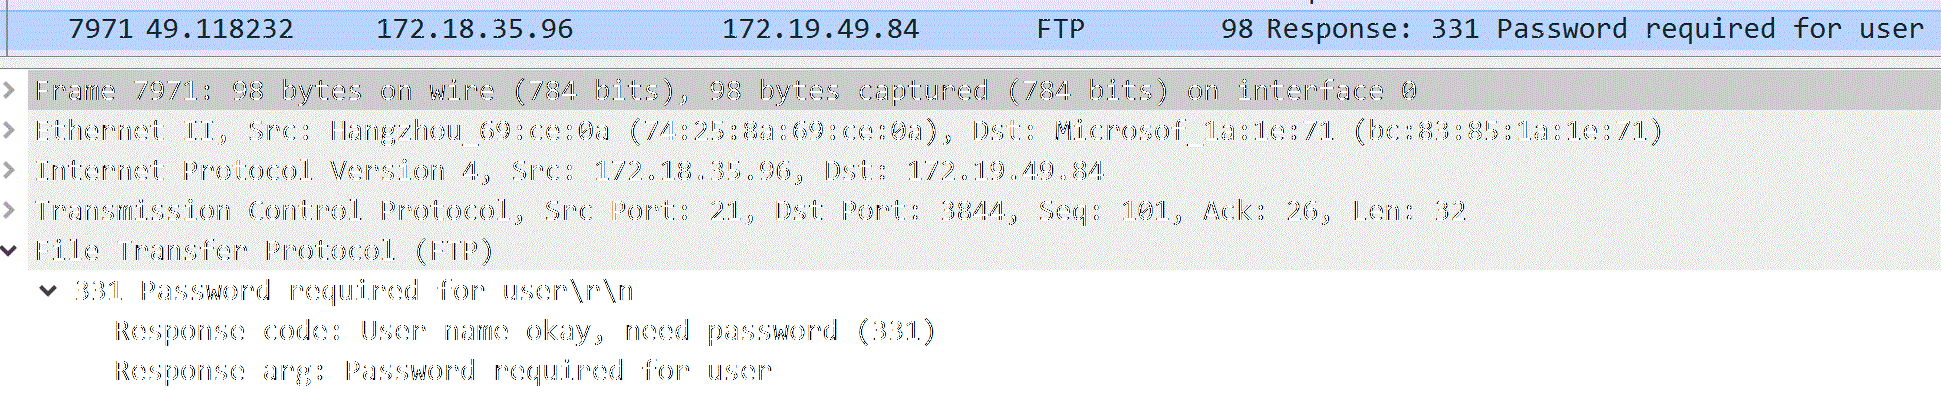 7971 49.118232 172.18.35.96 172.19.49.84 FTP 98 Response: 331 Password required for user
Frame 7971: 98 bytes on wire (784 bits), 98 bytes captured (784 bits) on interface 0
Ethernet II, Src: Hangzhou_69:ce:0a (74:25:8a:69:ce:0a), Dst: Microsof_1a:1e:71 (bc:83:85:1a:1e:71)
Internet Protocol Version 4, Src: 172.18.35.96, Dst: 172.19.49.84
Transmission Control Protocol, Src Port: 21, Dst Port: 3844, Seq: 101, Ack: 26, Len: 32
File Transfer Protocol (FTP)
331 Password required for user\r\n
Response code: User name okay, need password (331)
Response arg: Password required for user